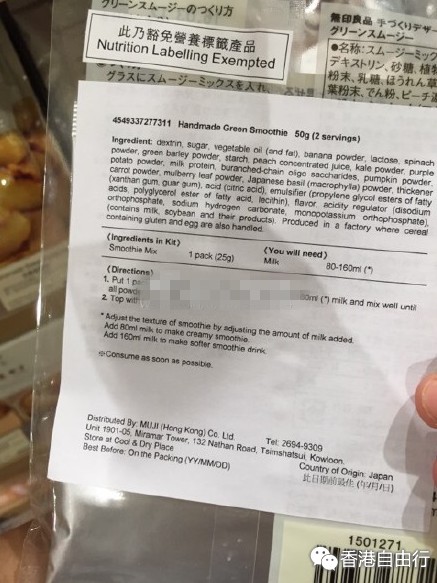 グリーンスムージーのつくり方
此乃豁免營養標籤產品
Nutrition Labelling Exempted
グラスにスムージーミックスを入れ、
無印良品 手づくりデザー
グリーンスムージー
●名称:スムージーミック
デキストリン、砂糖、植物
粉末、乳糖、ほうれん草
葉粉末、でん粉、ピーチ濃
4549337277311 Handmade Green Smoothie 50g (2 servings)
Ingredient: dextrin, sugar, vegetable oil (and fat), banana powder, lactose, spinach
powder, green barley powder, starch, peach concentrated juice, kale powder, purple
potato powder, milk protein, buranched-chain oligo saccharides, pumpkin powder,
carrot powder, mulberry leaf powder, Japanese basil (macrophylla) powder, thickener
(xanthan gum, guar gum), acid (citric acid), emulsifier (propylene glycol esters of fatty
acids, polyglycerol ester of fatty acids, lecithin), flavor, acidity regulator (disodium
orthophosphate, sodium hydrogen carbonate, monopotassium orthophosphate),
(contains milk, soybean and their products). Produced in a factory where cereal
containing gluten and egg are also handled.
(Ingredients in Kit) (You will need)
Smoothie Mix 1 pack (25g) Milk 80-160ml (*)
(Directions)
1. Put 1 pa 60ml (*) milk and mix well until
all powd
2. Top with
* Adjust the texture of smoothie by adjusting the amount of milk added.
Add 80ml milk to make creamy smoothie.
Add 160ml milk to make softer smoothie drink.
※Consume as soon as possible.
Distributed By: MUJI (Hong Kong) Co. Ltd. Tel: 2694-9309
Unit 1901-05, Miramar Tower, 132 Nathan Road, Tsimshatsui, Kowloon.
Store at Cool & Dry Place Country of Origin: Japan
Best Before: On the Packing (YY/MM/DD) 此日期前最佳 (年/月/日)
1501271
香港自由行